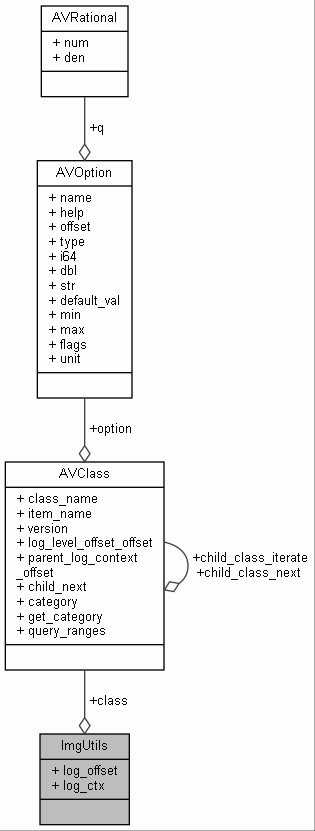 AVRational
+ num
+ den
+q
AVOption
+ name
+ help
+ offset
+ type
+ i64
+ dbl
+ str
+ default_val
+ min
+ max
+ flags
+ unit
+option
AVClass
+ class_name
+ item_name
+ version
+ log_level_offset_offset
+ parent_log_context
_offset
+ child_next
+ category
+ get_category
+ query_ranges
+child_class_iterate
+child_class_next
+class
ImgUtils
+ log_offset
+ log_ctx